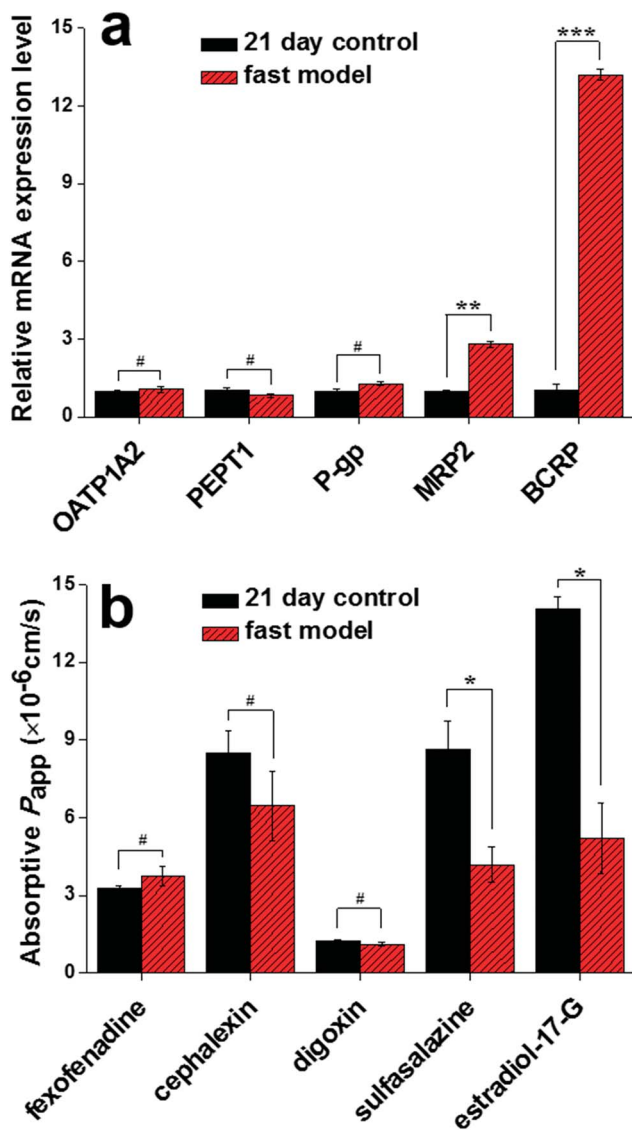 a
21 day control
fast model
***
**
#
#
#
Relative mRNA expression level
15
12
9
6
3
0
OATP1A2
PEPT1
P-gp
MRP2
BCRP
b
21 day control
fast model
*
*
#
#
#
Absorptive Papp (×10-6cm/s)
15
12
9
6
3
0
fexofenadine
cephalexin
digoxin
sulfasalazine
estradiol-17-G